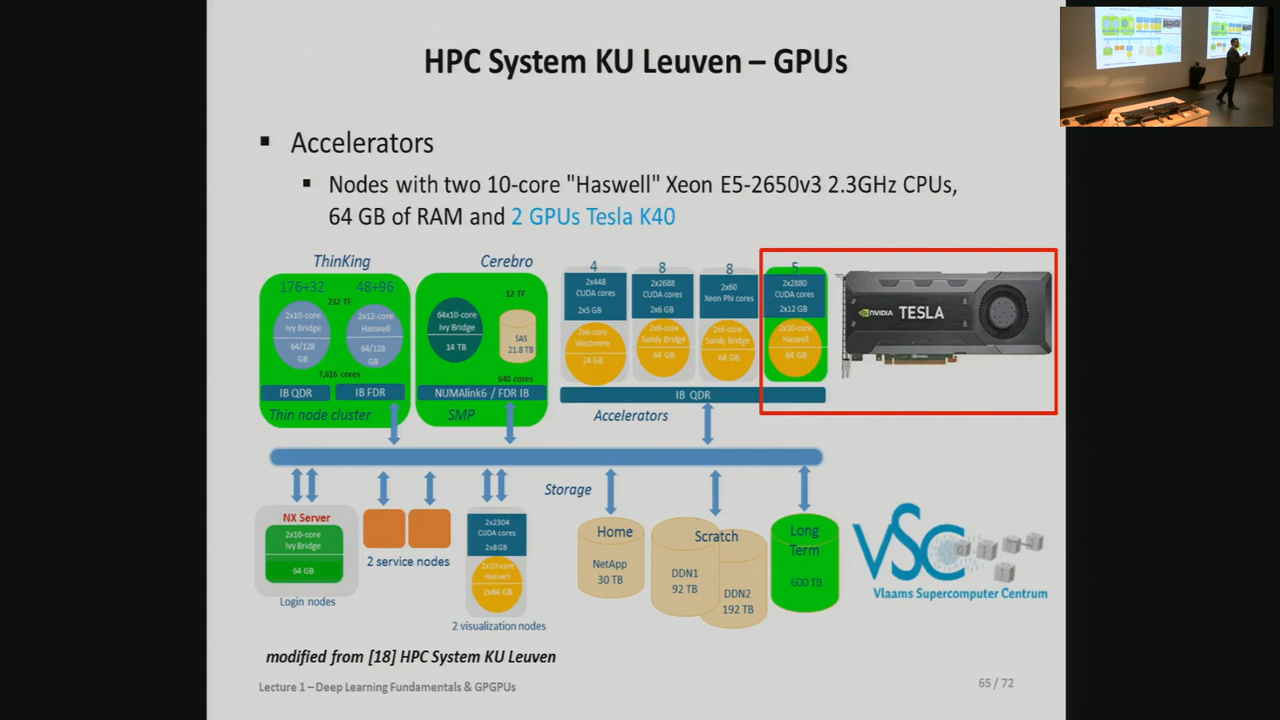 HPC System KU Leuven – GPUs
▪ Accelerators
▪ Nodes with two 10-core "Haswell" Xeon E5-2650v3 2.3GHz CPUs,
64 GB of RAM and 2 GPUs Tesla K40
ThinKing
176+32
48+96
232 TF
2x10-core
Ivy Bridge
64/128
GB
2x12-core
Haswell
64/128
GB
7,616 cores
IB QDR
IB FDR
Thin node cluster
Cerebro
12 TF
64x10-core
Ivy Bridge
14 TB
SAS
21.8 TB
640 cores
NUMAlink6 / FDR IB
SMP
4
2x448
CUDA cores
2x5 GB
2x6-core
Westmere
24 GB
8
2x2688
CUDA cores
2x6 GB
2x6-core
Sandy Bridge
64 GB
8
2x60
Xeon Phi cores
2x6-core
Sandy Bridge
64 GB
5
2x2880
CUDA cores
2x12 GB
2x10-core
Haswell
64 GB
IB QDR
Accelerators
NVIDIA TESLA
Storage
NX Server
2x10-core
Ivy Bridge
64 GB
Login nodes
2 service nodes
2x2304
CUDA cores
2x8 GB
2x10-core
Haswell
2x64 GB
2 visualization nodes
Home
NetApp
30 TB
Scratch
DDN1
92 TB
DDN2
192 TB
Long
Term
600 TB
VSC
Vlaams Supercomputer Centrum
modified from [18] HPC System KU Leuven
Lecture 1 – Deep Learning Fundamentals & GPGPUs
65 / 72